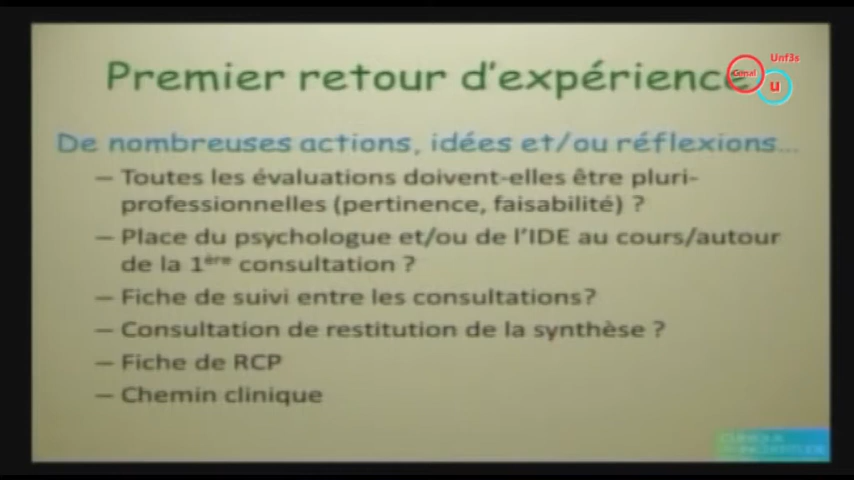 Premier retour d'expérience
Unf3s
u
De nombreuses actions, idées et/ou réflexions...
– Toutes les évaluations doivent-elles être pluri-
professionnelles (pertinence, faisabilité) ?
– Place du psychologue et/ou de l'IDE au cours/autour
de la 1ère consultation ?
– Fiche de suivi entre les consultations?
– Consultation de restitution de la synthèse ?
– Fiche de RCP
– Chemin clinique